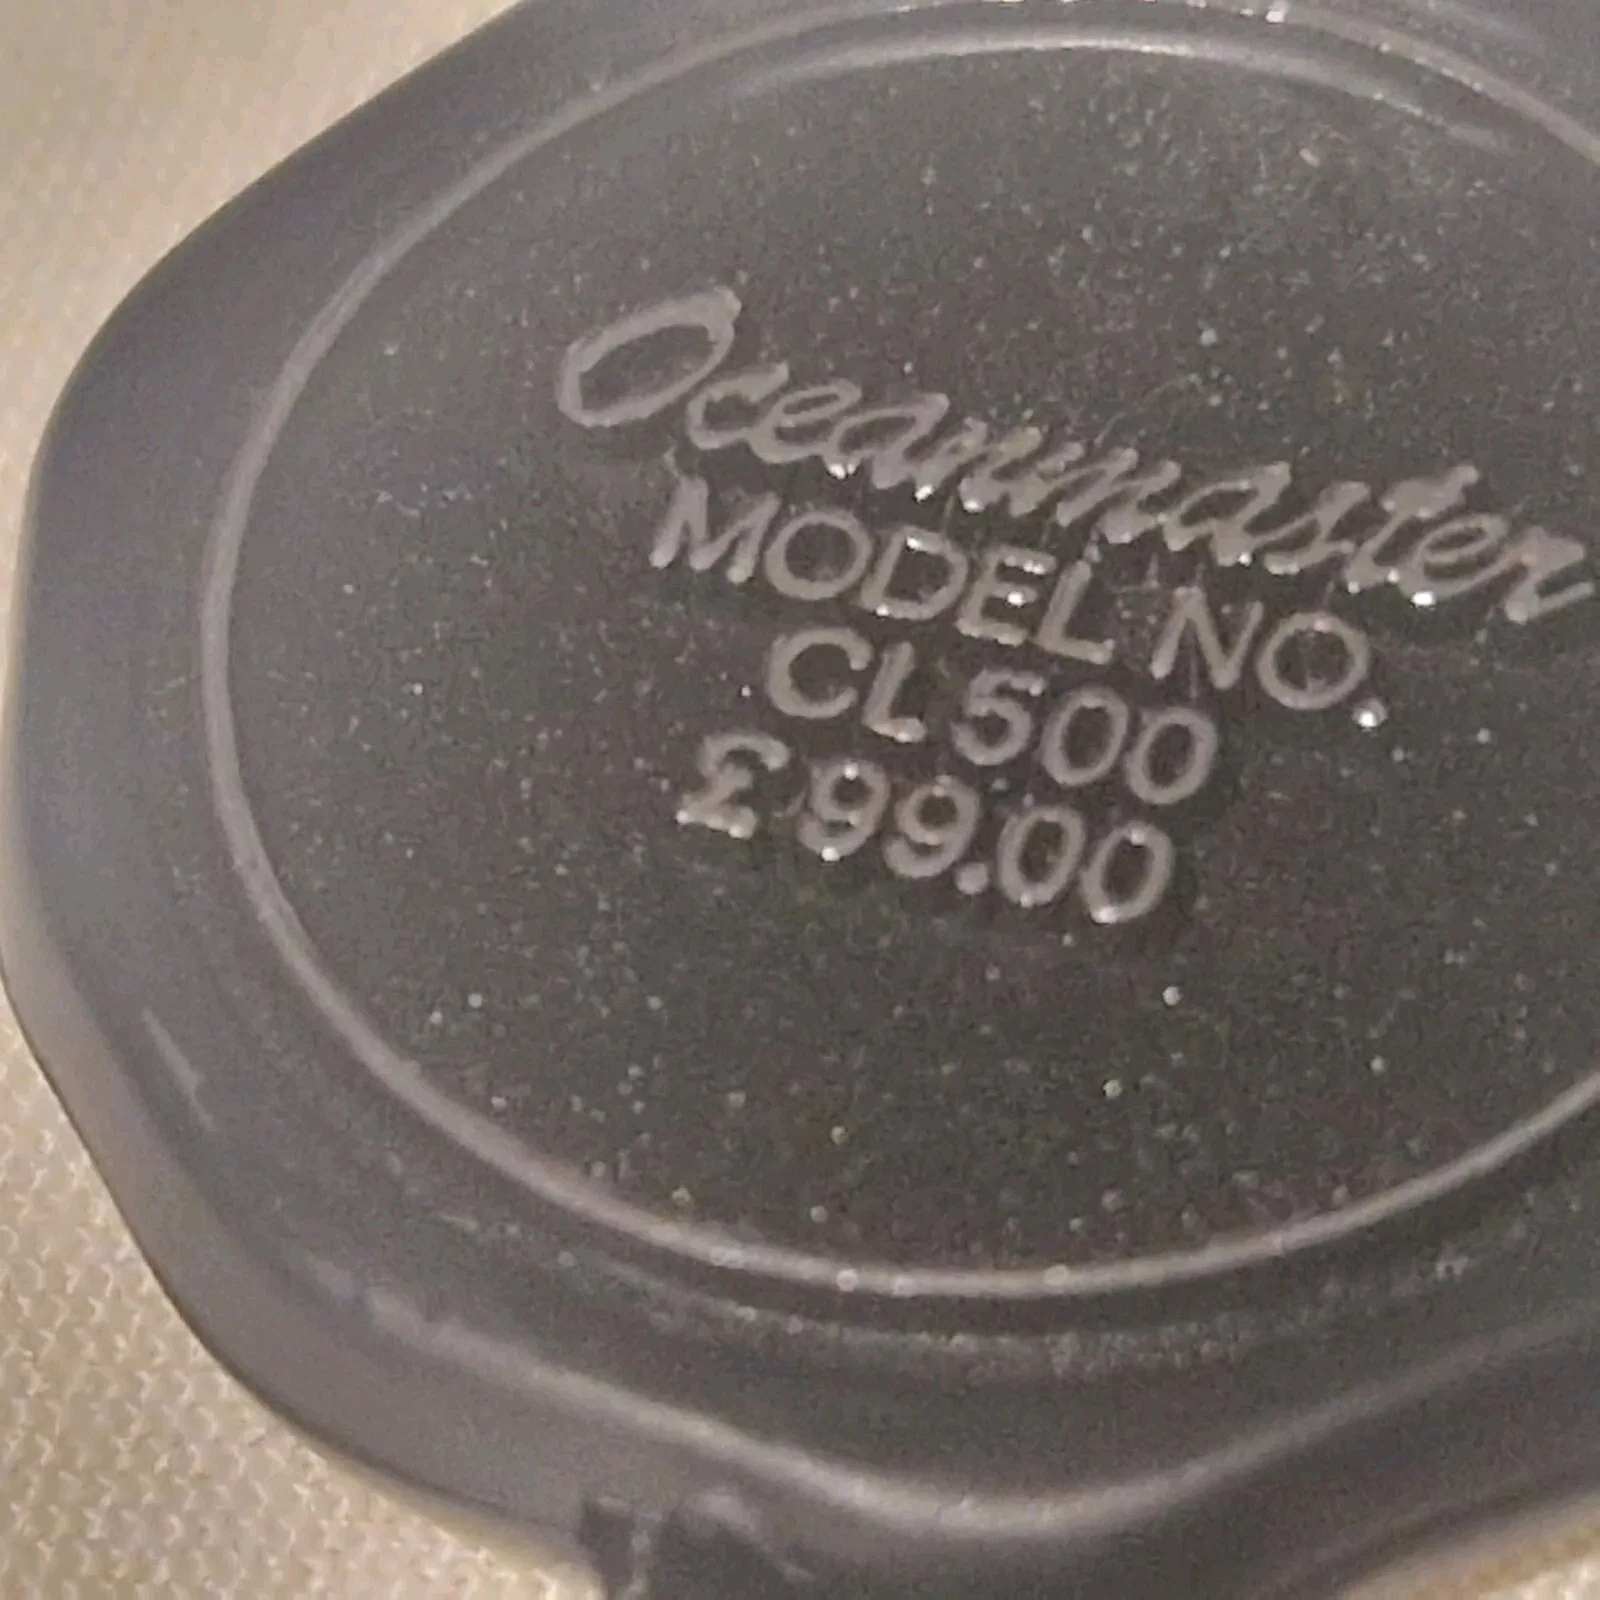 Oceanmaster
MODEL NO.
CL500
£99.00